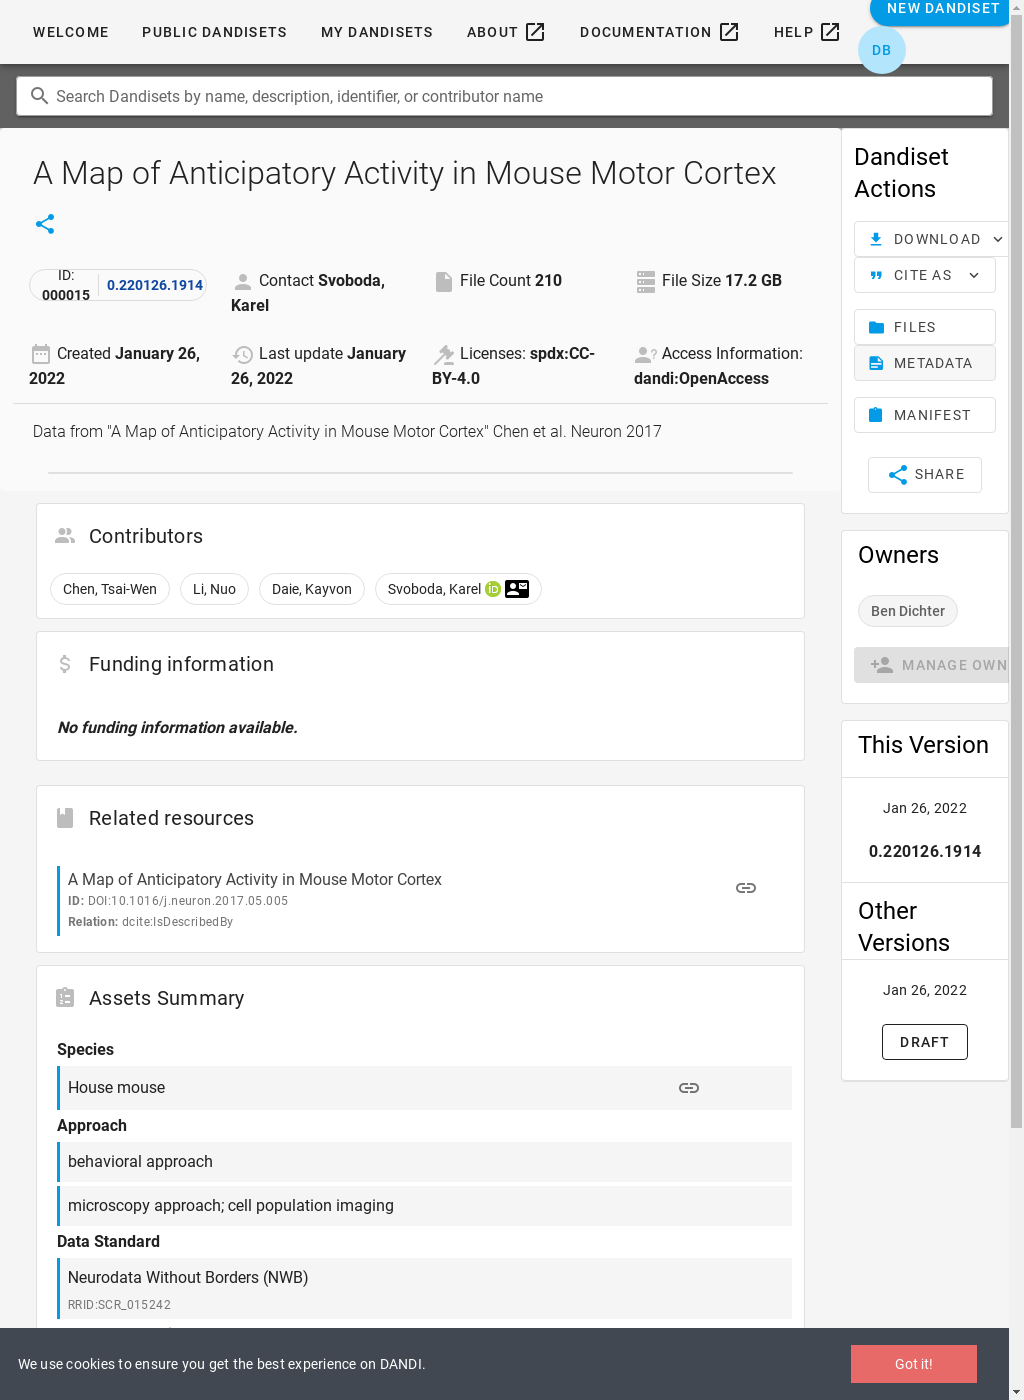 WELCOME PUBLIC DANDISETS MY DANDISETS ABOUT DOCUMENTATION HELP NEW DANDISET
DB
Search Dandisets by name, description, identifier, or contributor name
A Map of Anticipatory Activity in Mouse Motor Cortex
ID: 000015 0.220126.1914
Contact Svoboda, Karel
File Count 210
File Size 17.2 GB
Created January 26, 2022
Last update January 26, 2022
Licenses: spdx:CC-BY-4.0
Access Information: dandi:OpenAccess
Data from "A Map of Anticipatory Activity in Mouse Motor Cortex" Chen et al. Neuron 2017
Contributors
Chen, Tsai-Wen Li, Nuo Daie, Kayvon Svoboda, Karel iD
Funding information
No funding information available.
Related resources
A Map of Anticipatory Activity in Mouse Motor Cortex
ID: DOI:10.1016/j.neuron.2017.05.005
Relation: dcite:IsDescribedBy
Assets Summary
Species
House mouse
Approach
behavioral approach
microscopy approach; cell population imaging
Data Standard
Neurodata Without Borders (NWB)
RRID:SCR_015242
Dandiset
Actions
DOWNLOAD
CITE AS
FILES
METADATA
MANIFEST
SHARE
Owners
Ben Dichter
MANAGE OWN
This Version
Jan 26, 2022
0.220126.1914
Other
Versions
Jan 26, 2022
DRAFT
We use cookies to ensure you get the best experience on DANDI.
Got it!